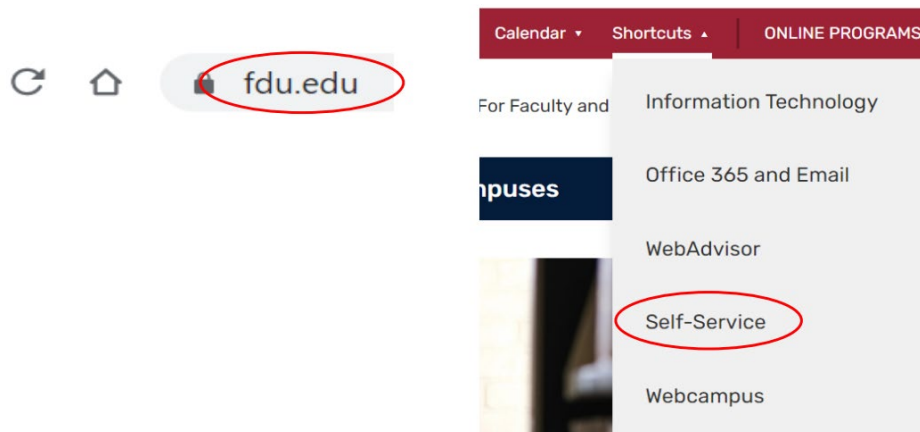 fdu.edu
Calendar ▾ Shortcuts ▴ ONLINE PROGRAMS
For Faculty and
Information Technology
Office 365 and Email
npuses
WebAdvisor
Self-Service
Webcampus